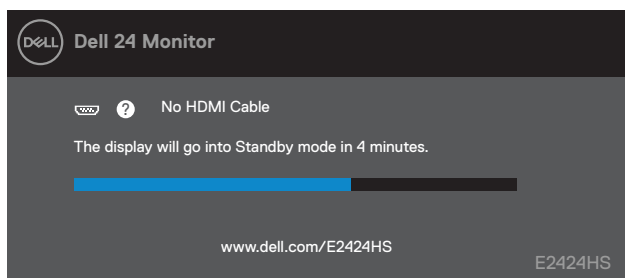 DELL
Dell 24 Monitor
? No HDMI Cable
The display will go into Standby mode in 4 minutes.
www.dell.com/E2424HS
E2424HS